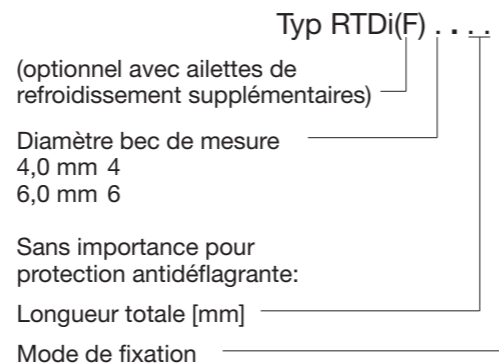 Typ RTDi(F) . . . .
(optionnel avec ailettes de
refroidissement supplémentaires)
Diamètre bec de mesure
4,0 mm 4
6,0 mm 6
Sans importance pour
protection antidéflagrante:
Longueur totale [mm]
Mode de fixation